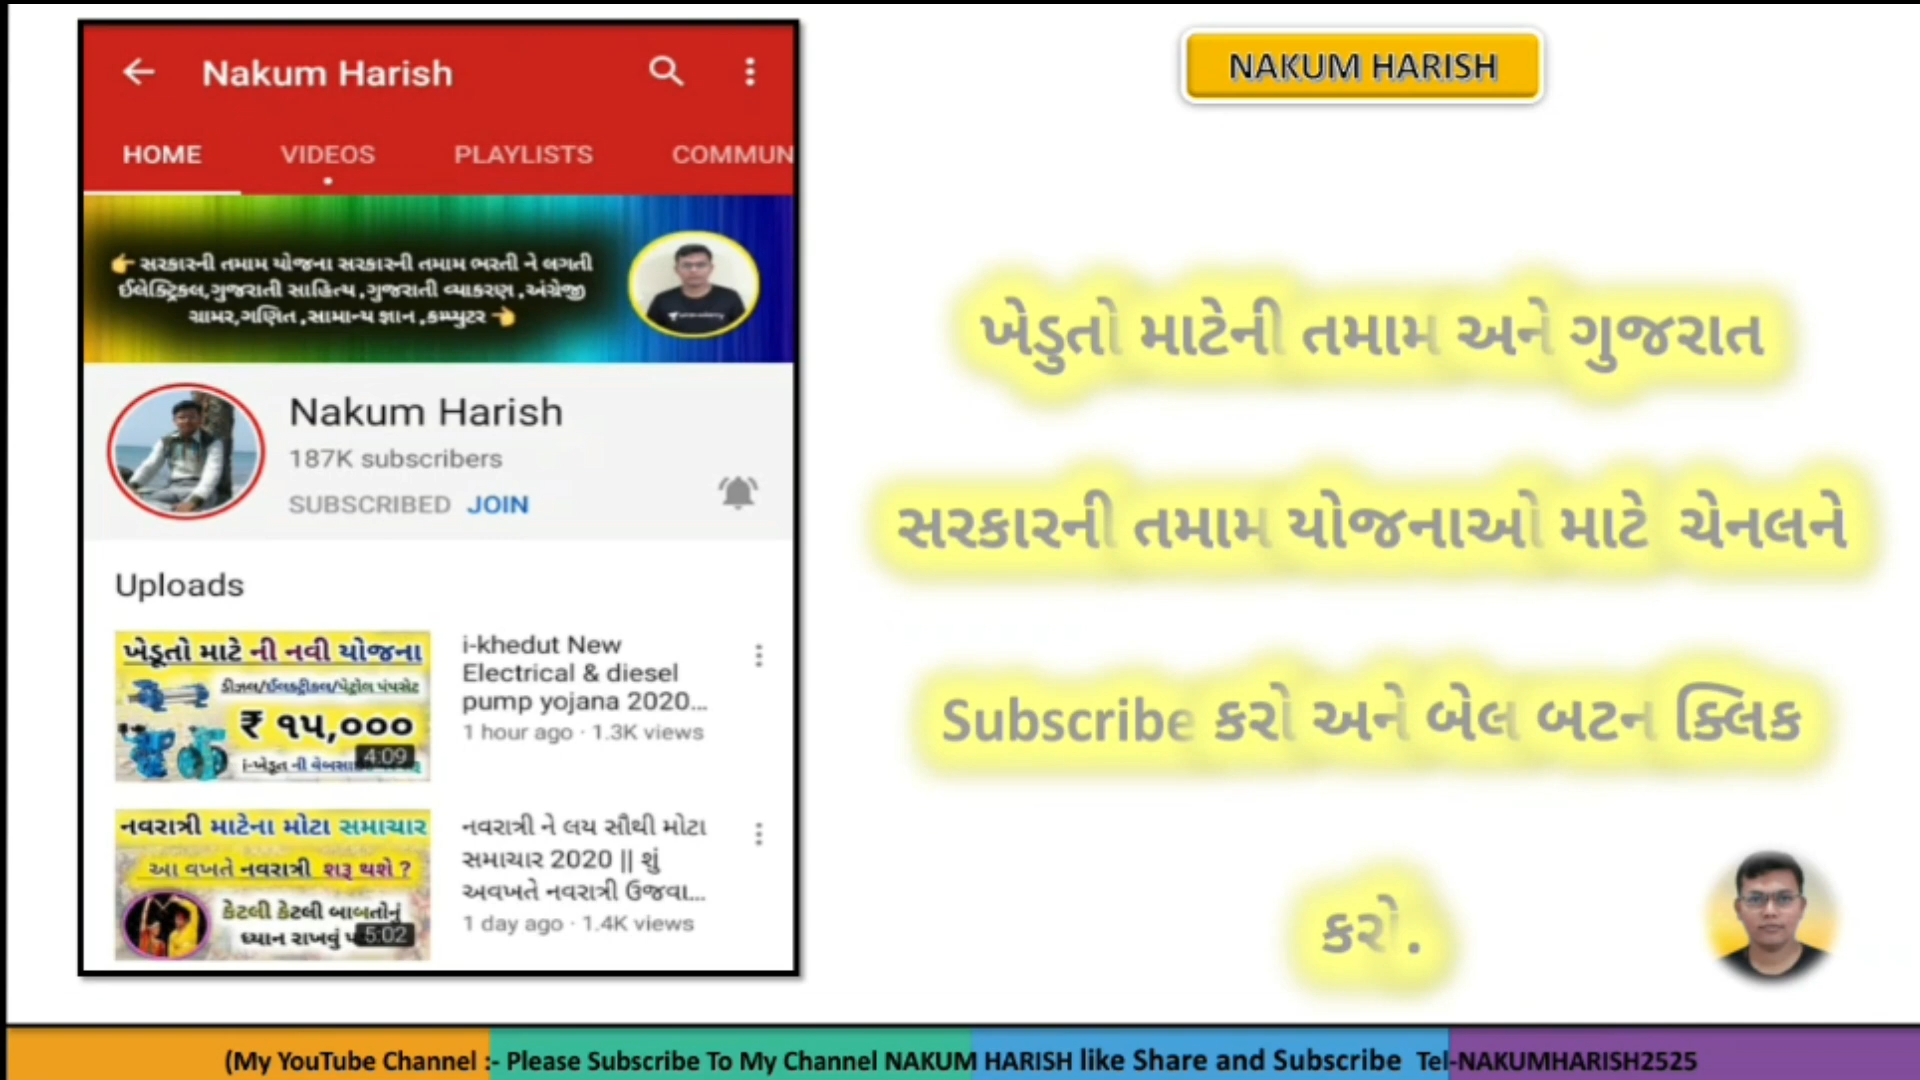 Nakum Harish
HOME VIDEOS PLAYLISTS COMMUN
👉 સરકારની તમામ યોજના સરકારની તમામ ભરતી ને લગતી
ઈલેક્ટ્રિકલ,ગુજરાતી સાહિત્ય ,ગુજરાતી વ્યાકરણ ,અંગ્રેજી
ગ્રામર,ગણિત ,સામાન્ય જ્ઞાન ,કમ્પ્યુટર 👈
Nakum Harish
187K subscribers
SUBSCRIBED JOIN
Uploads
ખેડૂતો માટે ની નવી યોજના
ડીઝલ/ઈલેક્ટ્રીકલ/પેટ્રોલ પંપસેટ
₹ ૧૫,૦૦૦
4:09
i-ખેડૂત ની
i-khedut New
Electrical & diesel
pump yojana 2020...
1 hour ago · 1.3K views
નવરાત્રી માટેના મોટા સમાચાર
આ વખતે નવરાત્રી શરૂ થશે ?
કેટલી કેટલી બાબતોનું
ધ્યાન રાખવું
5:02
નવરાત્રી ને લય સૌથી મોટા
સમાચાર 2020 || શું
અવખતે નવરાત્રી ઉજવા...
1 day ago · 1.4K views
NAKUM HARISH
ખેડુતો માટેની તમામ અને ગુજરાત
સરકારની તમામ યોજનાઓ માટે ચેનલને
Subscribe કરો અને બેલ બટન ક્લિક
કરો.
(My YouTube Channel :- Please Subscribe To My Channel NAKUM HARISH like Share and Subscribe Tel-NAKUMHARISH2525